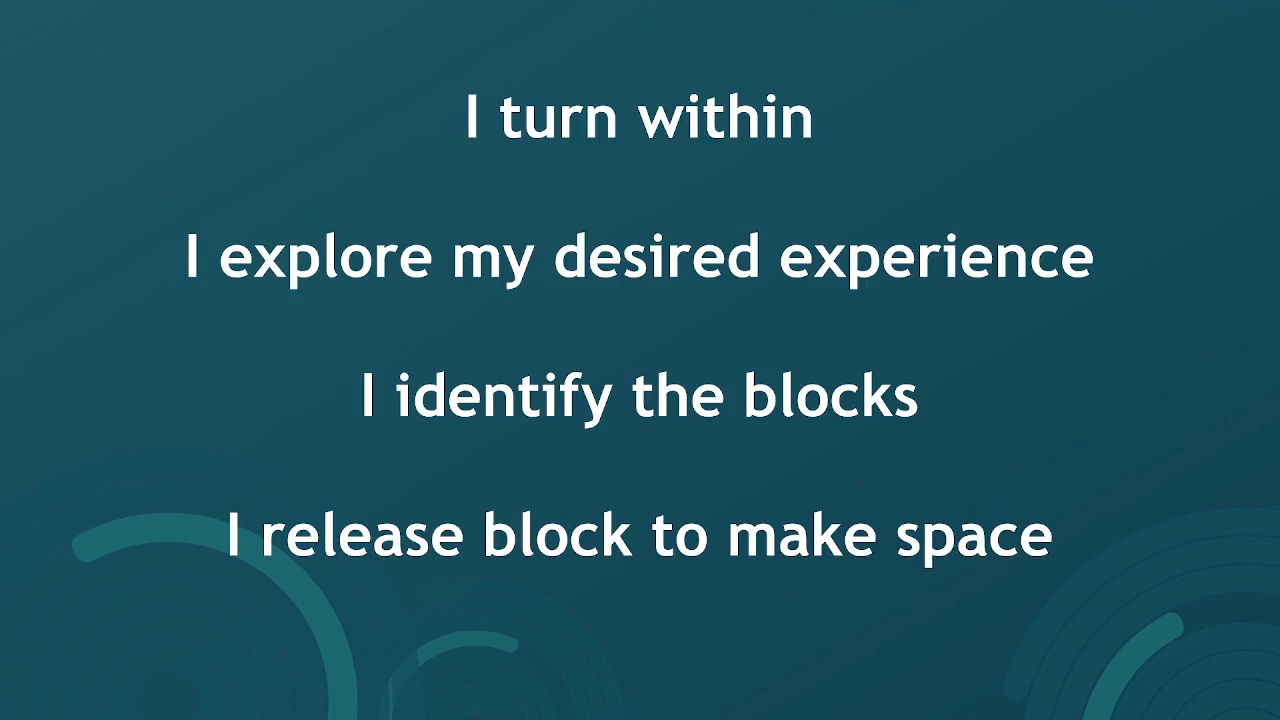 I turn within
I explore my desired experience
I identify the blocks
I release block to make space